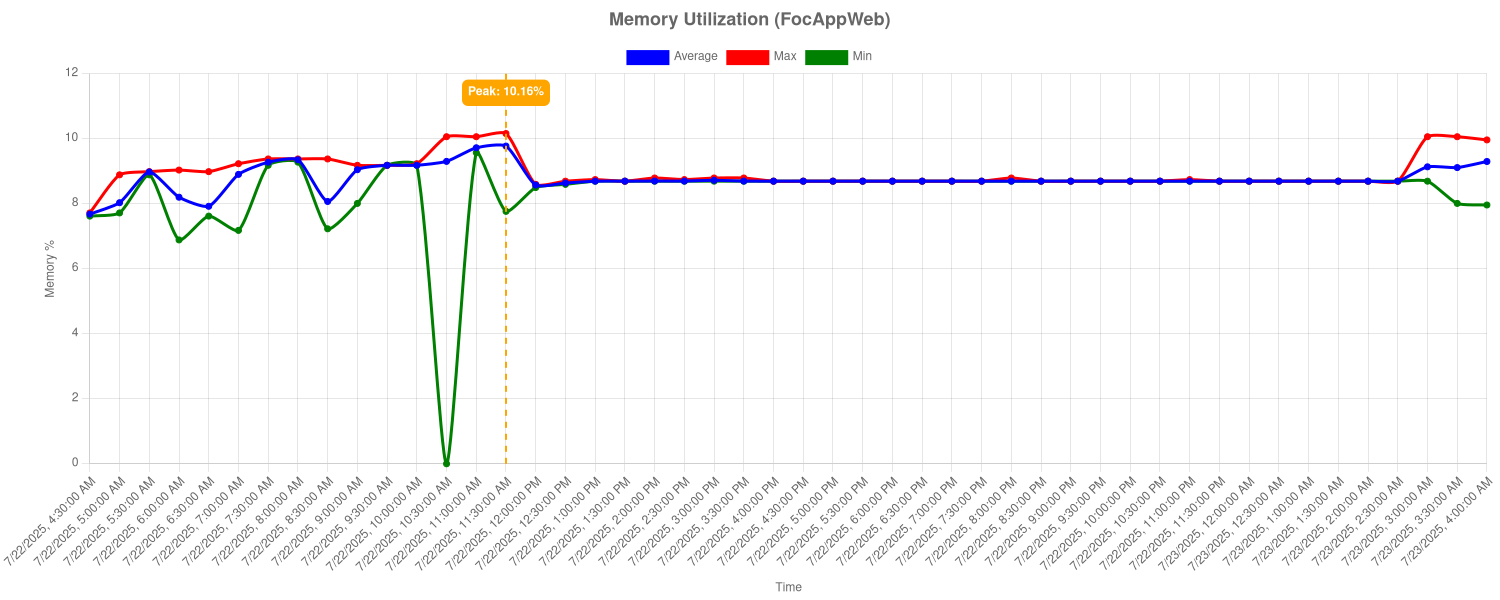 Memory Utilization (FocAppWeb)
Average Max Min
12
Peak: 10.16%
10
8
6
4
2
0
Memory %
7/22/2025, 4:30:00 AM
7/22/2025, 5:00:00 AM
7/22/2025, 5:30:00 AM
7/22/2025, 6:00:00 AM
7/22/2025, 6:30:00 AM
7/22/2025, 7:00:00 AM
7/22/2025, 7:30:00 AM
7/22/2025, 8:00:00 AM
7/22/2025, 8:30:00 AM
7/22/2025, 9:00:00 AM
7/22/2025, 9:30:00 AM
7/22/2025, 10:00:00 AM
7/22/2025, 10:30:00 AM
7/22/2025, 11:00:00 AM
7/22/2025, 11:30:00 AM
7/22/2025, 12:00:00 PM
7/22/2025, 12:30:00 PM
7/22/2025, 1:00:00 PM
7/22/2025, 1:30:00 PM
7/22/2025, 2:00:00 PM
7/22/2025, 2:30:00 PM
7/22/2025, 3:00:00 PM
7/22/2025, 3:30:00 PM
7/22/2025, 4:00:00 PM
7/22/2025, 4:30:00 PM
7/22/2025, 5:00:00 PM
7/22/2025, 5:30:00 PM
7/22/2025, 6:00:00 PM
7/22/2025, 6:30:00 PM
7/22/2025, 7:00:00 PM
7/22/2025, 7:30:00 PM
7/22/2025, 8:00:00 PM
7/22/2025, 8:30:00 PM
7/22/2025, 9:00:00 PM
7/22/2025, 9:30:00 PM
7/22/2025, 10:00:00 PM
7/22/2025, 10:30:00 PM
7/22/2025, 11:00:00 PM
7/22/2025, 11:30:00 PM
7/23/2025, 12:00:00 AM
7/23/2025, 12:30:00 AM
7/23/2025, 1:00:00 AM
7/23/2025, 1:30:00 AM
7/23/2025, 2:00:00 AM
7/23/2025, 2:30:00 AM
7/23/2025, 3:00:00 AM
7/23/2025, 3:30:00 AM
7/23/2025, 4:00:00 AM
Time